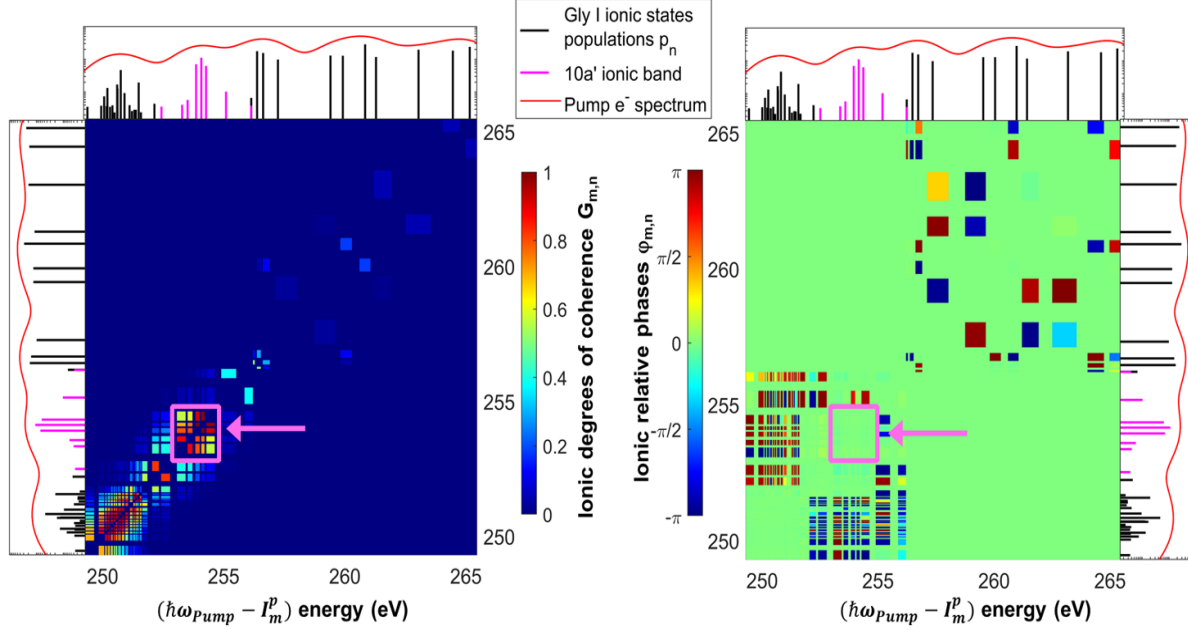 Gly I ionic states
populations pₙ
10a' ionic band
Pump e⁻ spectrum
265
260
255
250
250
255
260
265
(ℏω_Pump − I_m^p) energy (eV)
1
0.8
0.6
0.4
0.2
0
Ionic degrees of coherence G_m,n
π
π/2
0
-π/2
-π
Ionic relative phases φ_m,n
265
260
255
250
250
255
260
265
(ℏω_Pump − I_m^p) energy (eV)